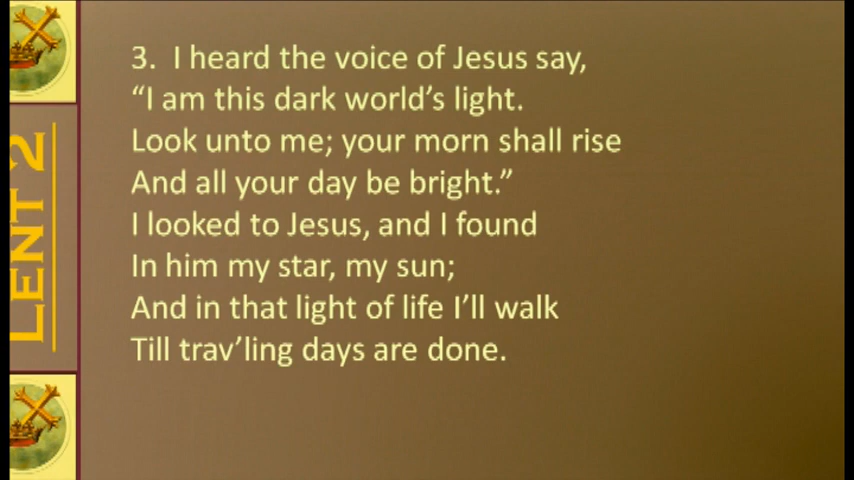 LENT 2
3. I heard the voice of Jesus say,
“I am this dark world’s light.
Look unto me; your morn shall rise
And all your day be bright.”
I looked to Jesus, and I found
In him my star, my sun;
And in that light of life I’ll walk
Till trav’ling days are done.